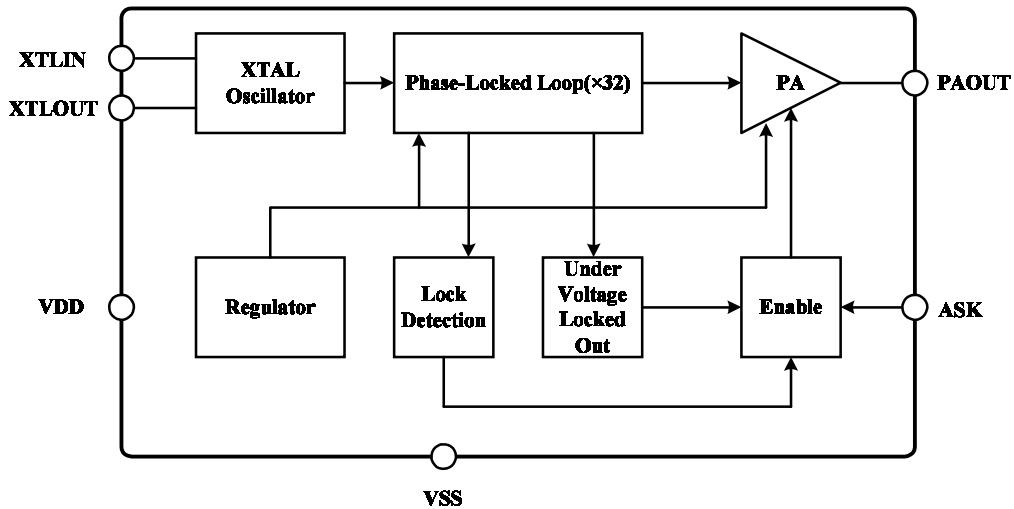 XTLIN
XTLOUT
XTAL
Oscillator
Phase-Locked Loop(×32)
PA
PAOUT
VDD
Regulator
Lock
Detection
Under
Voltage
Locked
Out
Enable
ASK
VSS